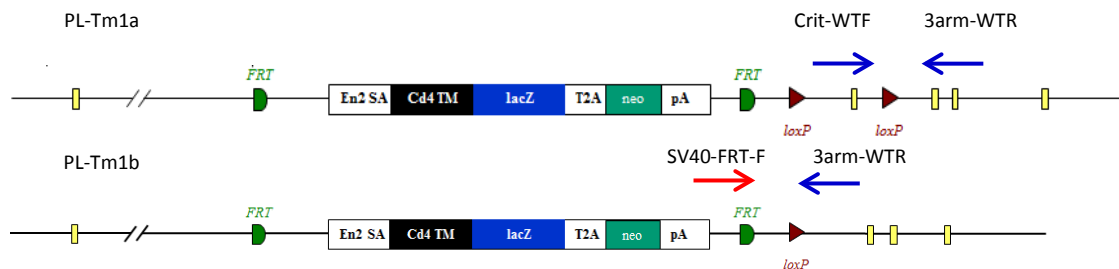 PL-Tm1a Crit-WTF 3arm-WTR
FRT FRT
En2 SA Cd4 TM lacZ T2A neo pA
loxP loxP
PL-Tm1b SV40-FRT-F 3arm-WTR
FRT FRT
En2 SA Cd4 TM lacZ T2A neo pA
loxP